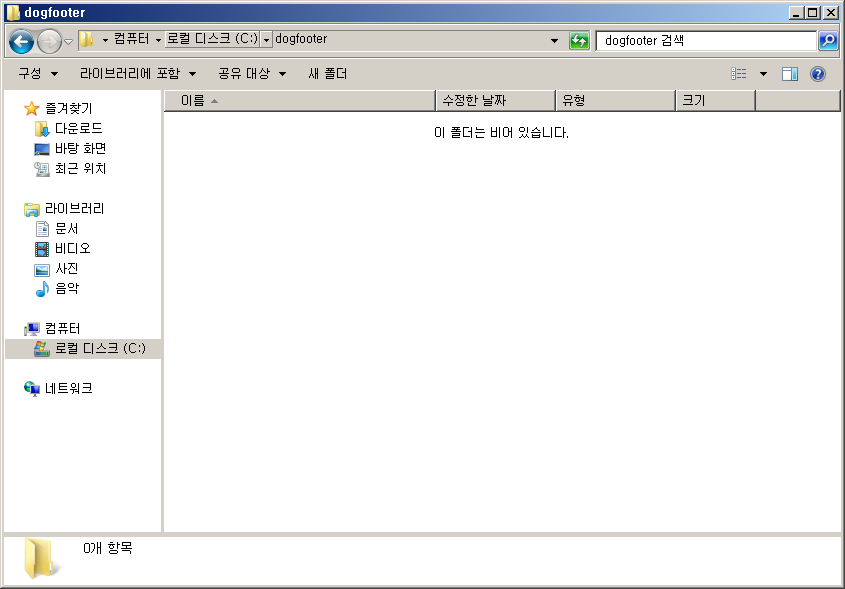 dogfooter
컴퓨터 로컬 디스크 (C:) dogfooter dogfooter 검색
구성 라이브러리에 포함 공유 대상 새 폴더
이름 수정한 날짜 유형 크기
이 폴더는 비어 있습니다.
즐겨찾기
다운로드
바탕 화면
최근 위치
라이브러리
문서
비디오
사진
음악
컴퓨터
로컬 디스크 (C:)
네트워크
0개 항목